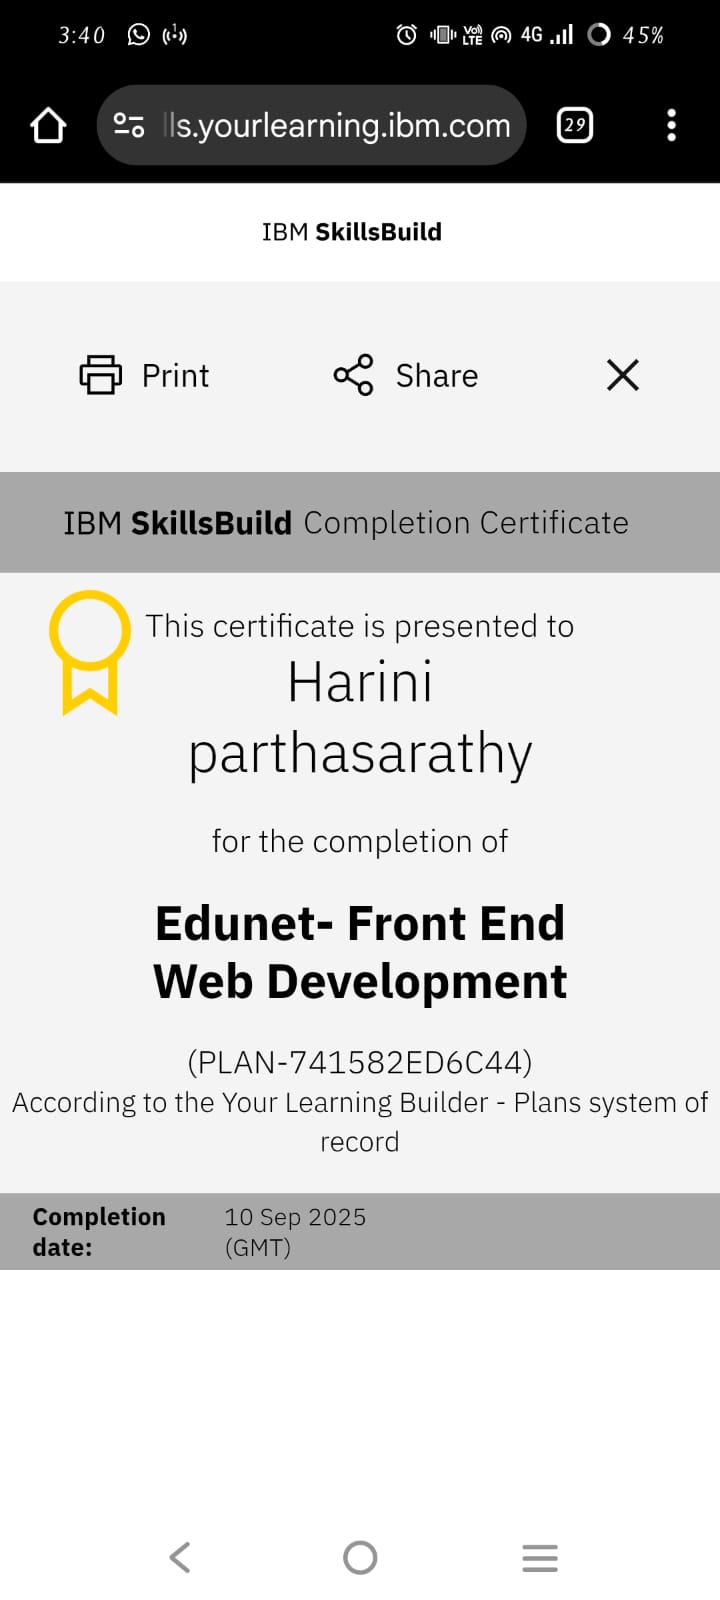 3:40 Vo) LTE 4G 45%
lls.yourlearning.ibm.com 29
IBM SkillsBuild
Print Share
IBM SkillsBuild Completion Certificate
This certificate is presented to
Harini
parthasarathy
for the completion of
Edunet- Front End
Web Development
(PLAN-741582ED6C44)
According to the Your Learning Builder - Plans system of
record
Completion 10 Sep 2025
date: (GMT)